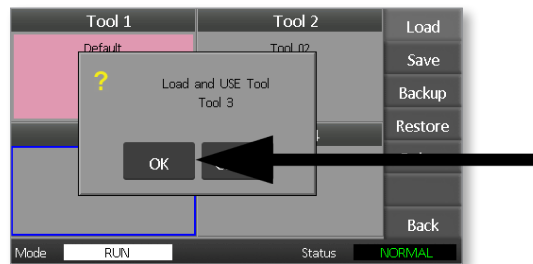 Tool 1
Tool 2
Load
Default
Tool 02
Save
?
Load and USE Tool
Tool 3
Backup
Restore
OK
Back
Mode
RUN
Status
NORMAL